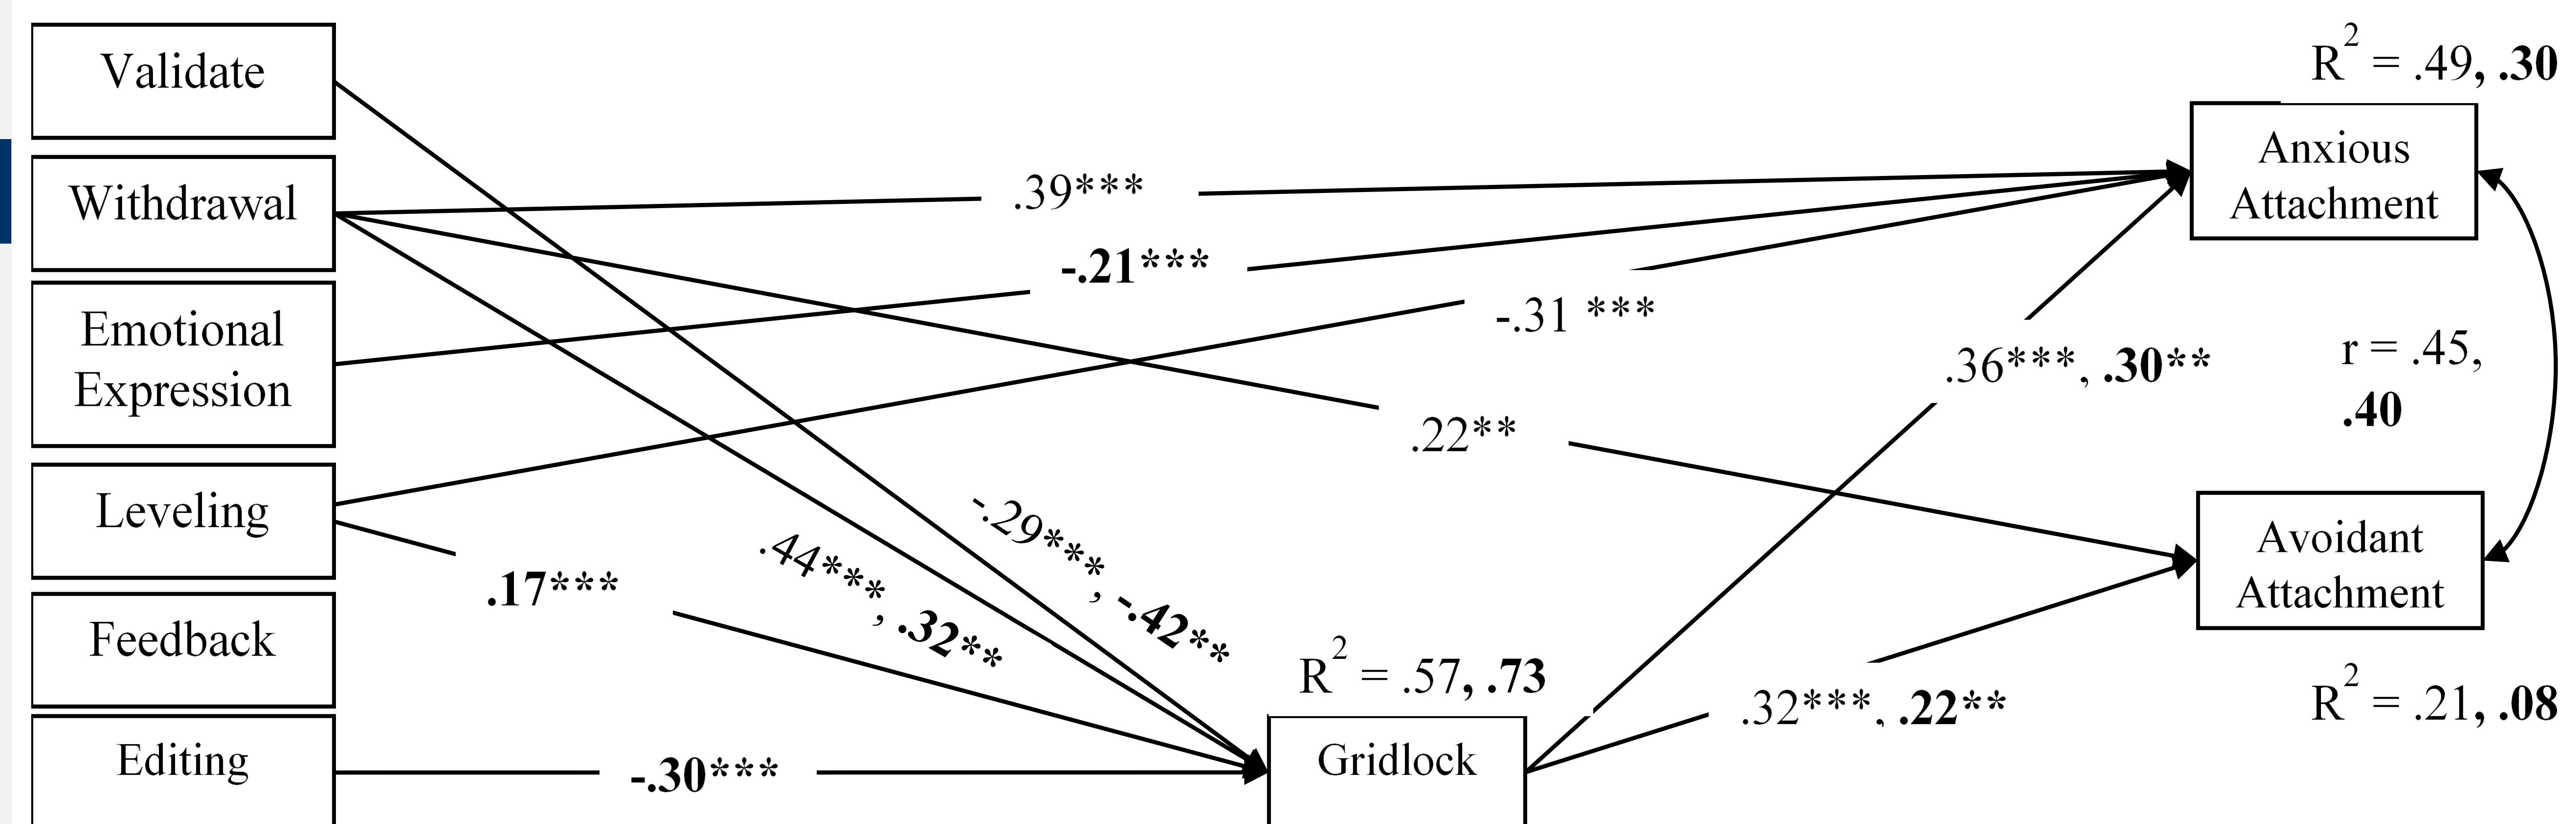 Validate
Withdrawal
Emotional
Expression
Leveling
Feedback
Editing
.39***
-.21***
-.31 ***
.22**
-.29***, -.42**
.44***, .32**
.17***
-.30***
R2 = .57, .73
Gridlock
.36***, .30**
.32***, .22**
R2 = .49, .30
Anxious
Attachment
r = .45,
.40
Avoidant
Attachment
R2 = .21, .08